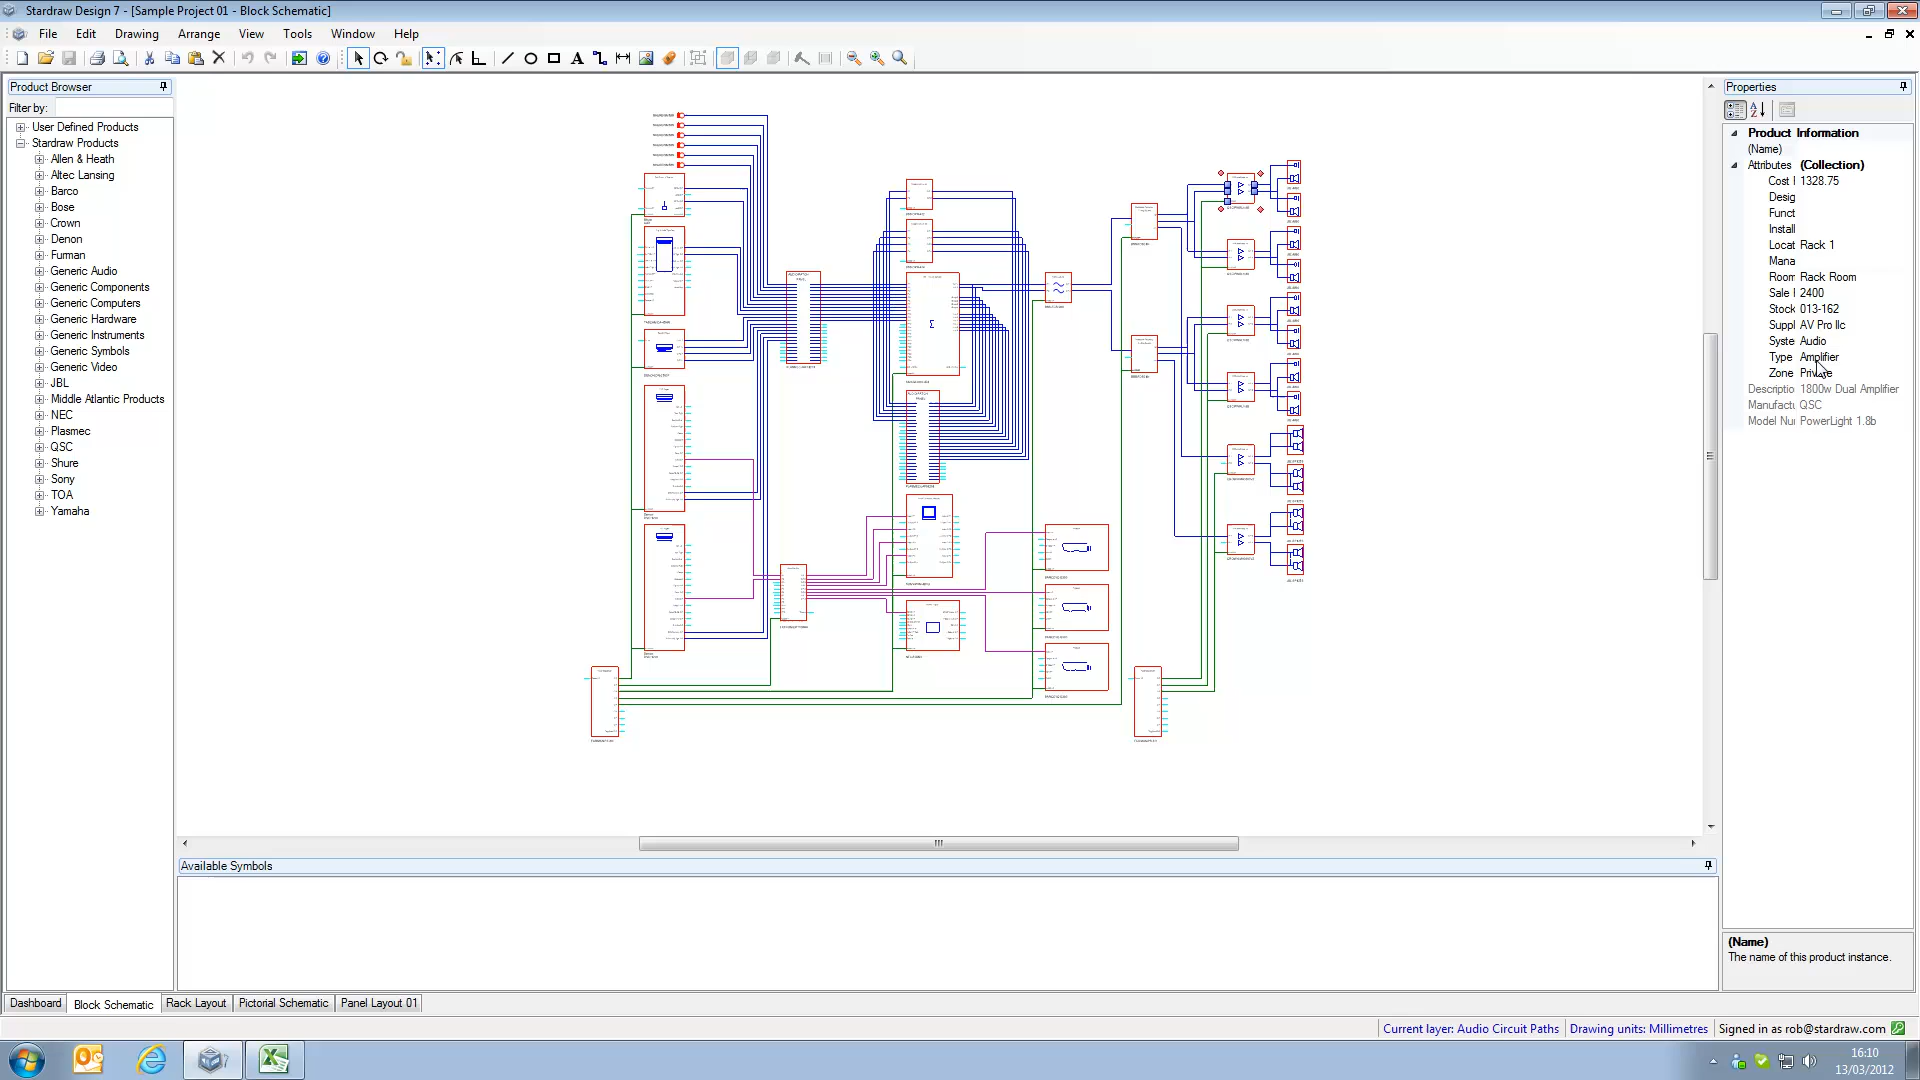 Stardraw Design 7 - [Sample Project 01 - Block Schematic]
File Edit Drawing Arrange View Tools Window Help
Product Browser
Filter by:
User Defined Products
Stardraw Products
Allen & Heath
Altec Lansing
Barco
Bose
Crown
Denon
Furman
Generic Audio
Generic Components
Generic Computers
Generic Hardware
Generic Instruments
Generic Symbols
Generic Video
JBL
Middle Atlantic Products
NEC
Plasmec
QSC
Shure
Sony
TOA
Yamaha
Available Symbols
Properties
Product Information
(Name)
Attributes (Collection)
Cost 1328.75
Desig
Funct
Install
Locat Rack 1
Mana
Room Rack Room
Sale 2400
Stock 013-162
Suppl AV Pro llc
Syste Audio
Type Amplifier
Zone Private
Descriptio 1800w Dual Amplifier
Manufactu QSC
Model Nu PowerLight 1.8b
(Name)
The name of this product instance.
Dashboard Block Schematic Rack Layout Pictorial Schematic Panel Layout 01
Current layer: Audio Circuit Paths Drawing units: Millimetres Signed in as rob@stardraw.com
16:10
13/03/2012